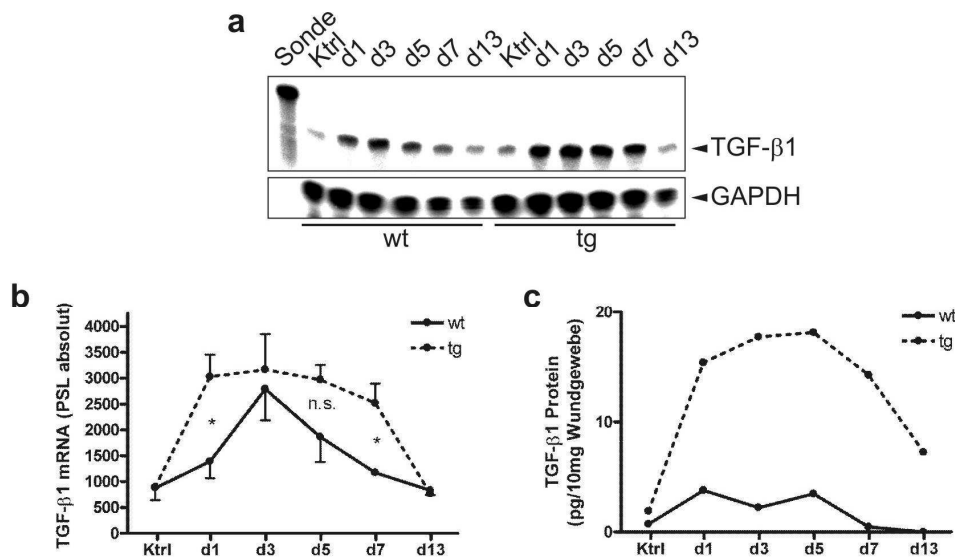 a
Sonde Ktrl d1 d3 d5 d7 d13 Ktrl d1 d3 d5 d7 d13
TGF-β1
GAPDH
wt tg
b
TGF-β1 mRNA (PSL absolut)
4000
3500
3000
2500
2000
1500
1000
500
0
wt
tg
*
n.s.
*
Ktrl d1 d3 d5 d7 d13
c
TGF-β1 Protein
(pg/10mg Wundgewebe)
20
10
0
wt
tg
Ktrl d1 d3 d5 d7 d13